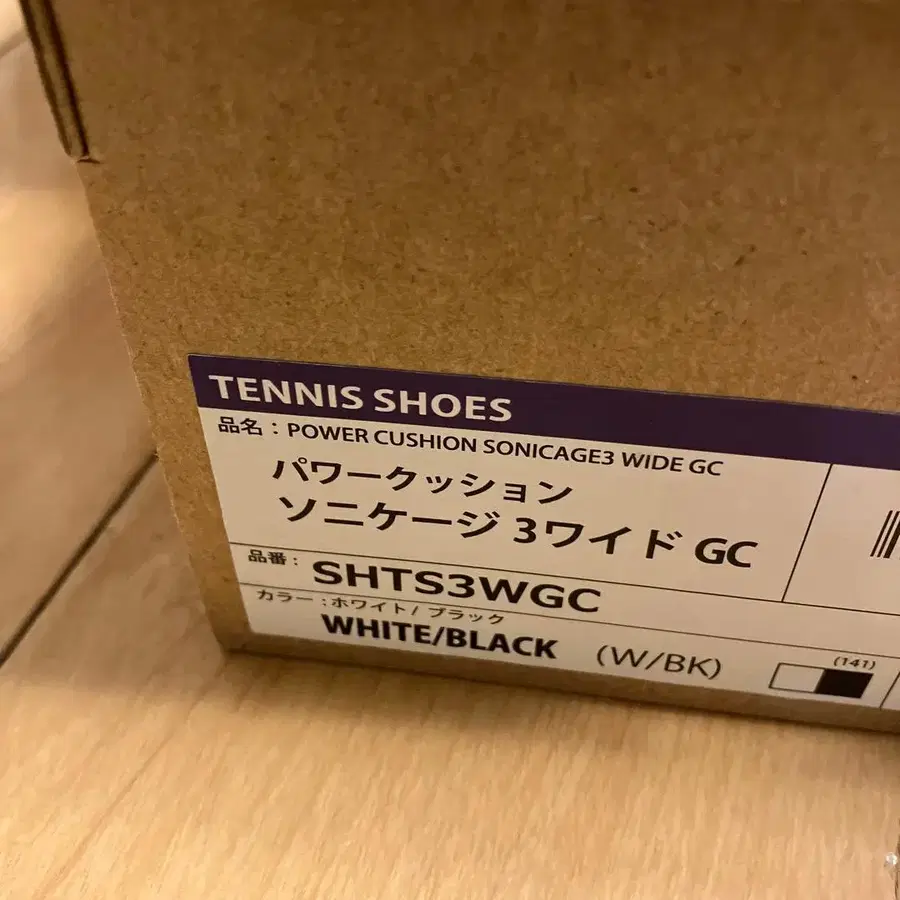 TENNIS SHOES
品名：POWER CUSHION SONICAGE3 WIDE GC
パワークッション
ソニケージ 3ワイド GC
品番：SHTS3WGC
カラー：ホワイト/ ブラック
WHITE/BLACK (W/BK)
(141)